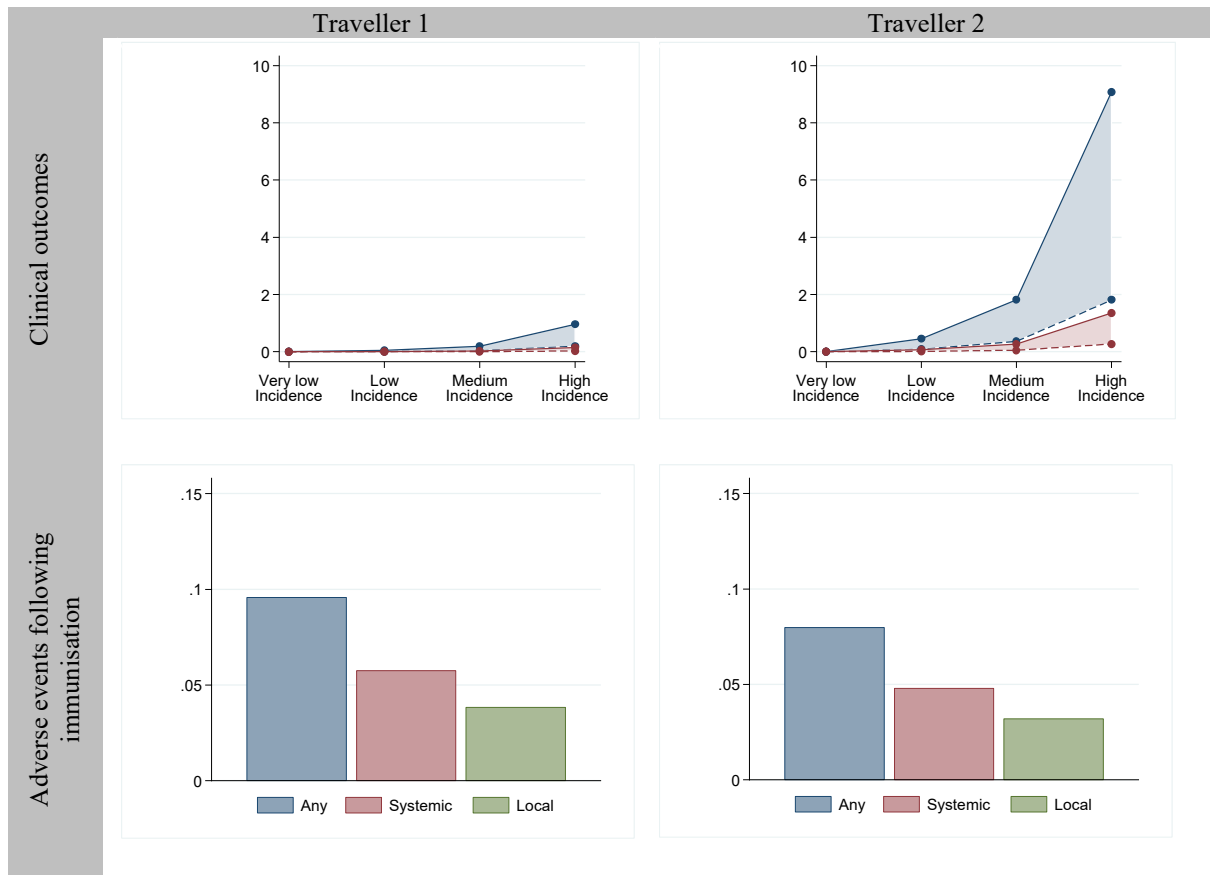 Traveller 1
Traveller 2
Clinical outcomes
10
8
6
4
2
0
Very low
Incidence
Low
Incidence
Medium
Incidence
High
Incidence
10
8
6
4
2
0
Very low
Incidence
Low
Incidence
Medium
Incidence
High
Incidence
Adverse events following
immunisation
.15
.1
.05
0
Any Systemic Local
.15
.1
.05
0
Any Systemic Local